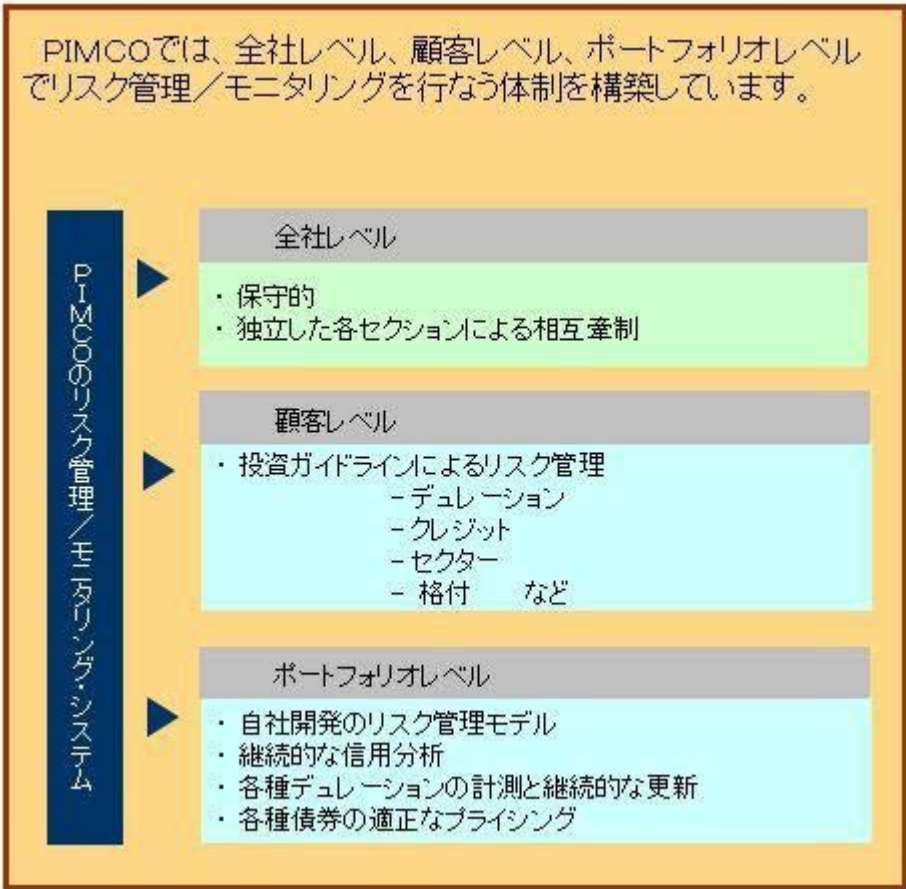 PIMCOでは、全社レベル、顧客レベル、ポートフォリオレベル
でリスク管理／モニタリングを行なう体制を構築しています。
PIMCOのリスク管理／モニタリング・システム
全社レベル
・ 保守的
・ 独立した各セクションによる相互牽制
顧客レベル
・ 投資ガイドラインによるリスク管理
－デュレーション
－クレジット
－セクター
－ 格付　など
ポートフォリオレベル
・ 自社開発のリスク管理モデル
・ 継続的な信用分析
・ 各種デュレーションの計測と継続的な更新
・ 各種債券の適正なプライシング